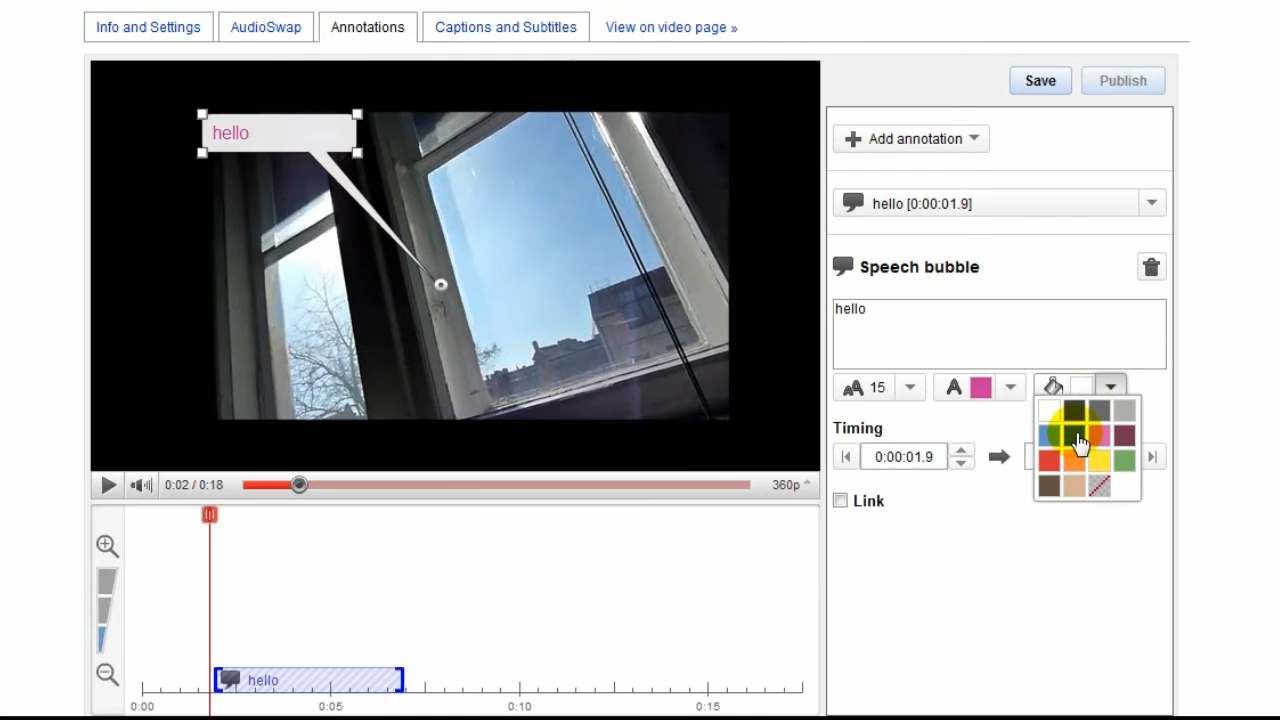 Info and Settings
AudioSwap
Annotations
Captions and Subtitles
View on video page »
Save
Publish
hello
Add annotation
hello [0:00:01.9]
Speech bubble
hello
15
A
Timing
0:00:01.9
Link
0:02 / 0:18
360p
hello
0:00
0:05
0:10
0:15